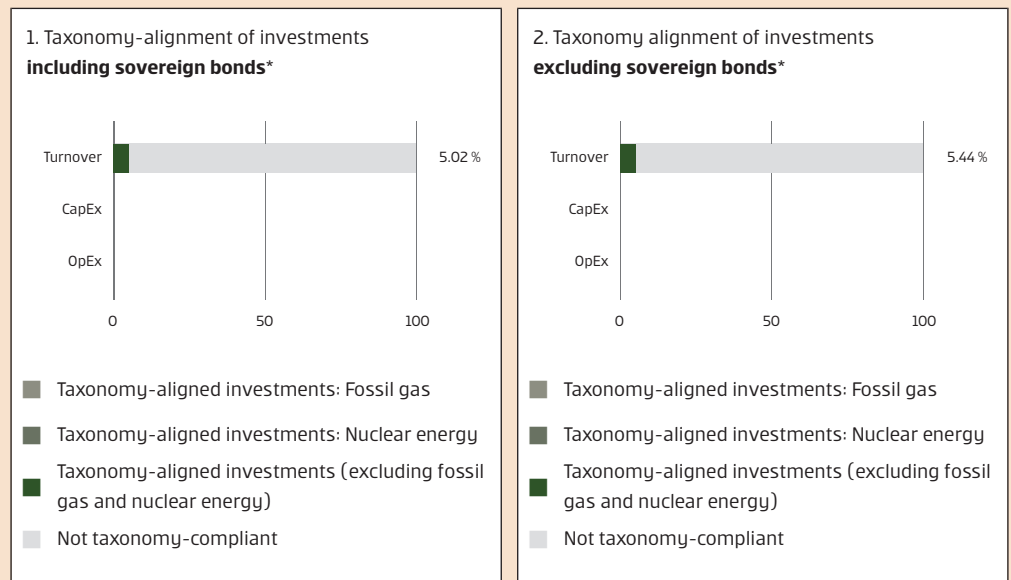 1. Taxonomy-alignment of investments
including sovereign bonds*
Turnover
5.02 %
CapEx
OpEx
0
50
100
Taxonomy-aligned investments: Fossil gas
Taxonomy-aligned investments: Nuclear energy
Taxonomy-aligned investments (excluding fossil
gas and nuclear energy)
Not taxonomy-compliant
2. Taxonomy alignment of investments
excluding sovereign bonds*
Turnover
5.44 %
CapEx
OpEx
0
50
100
Taxonomy-aligned investments: Fossil gas
Taxonomy-aligned investments: Nuclear energy
Taxonomy-aligned investments (excluding fossil
gas and nuclear energy)
Not taxonomy-compliant